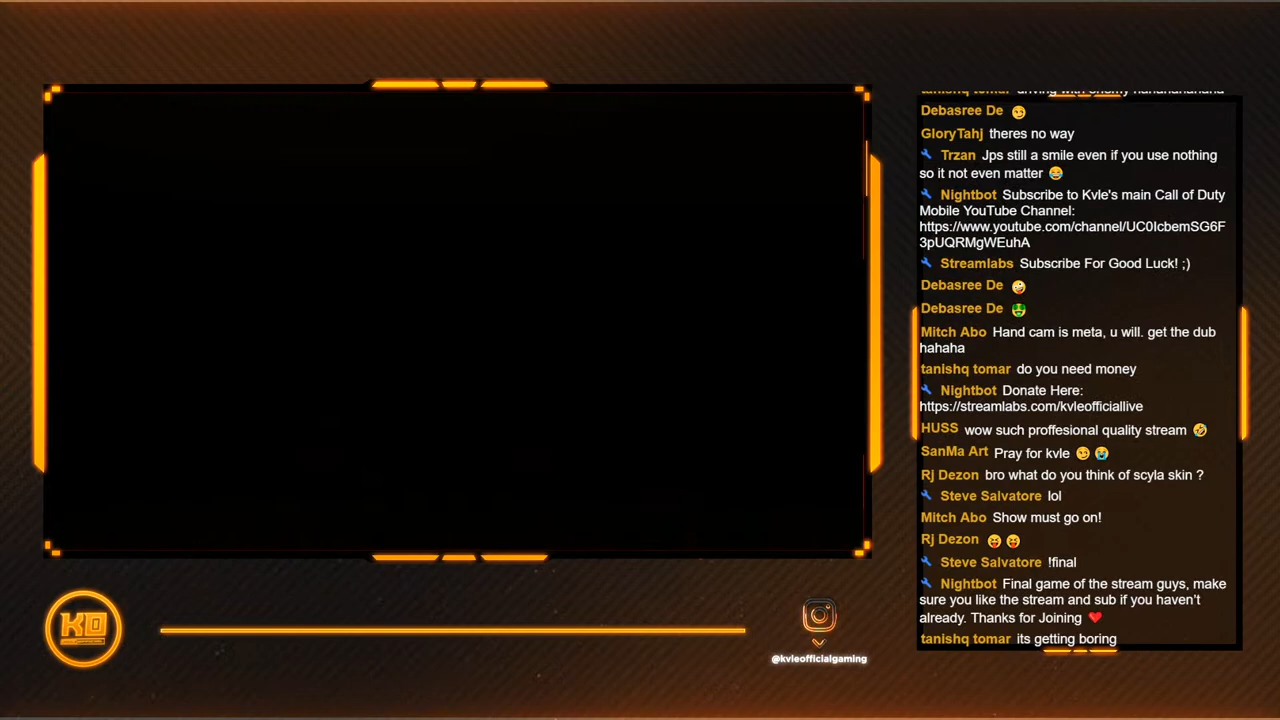 tanishq tomar driving with enemy hahahahahaha
Debasree De 😏
GloryTahj theres no way
Trzan Jps still a smile even if you use nothing
so it not even matter 😂
Nightbot Subscribe to Kvle's main Call of Duty
Mobile YouTube Channel:
https://www.youtube.com/channel/UC0IcbemSG6F
3pUQRMgWEuhA
Streamlabs Subscribe For Good Luck! ;)
Debasree De 🤪
Debasree De 🤑
Mitch Abo Hand cam is meta, u will. get the dub
hahaha
tanishq tomar do you need money
Nightbot Donate Here:
https://streamlabs.com/kvleofficiallive
HUSS wow such proffesional quality stream 🤣
SanMa Art Pray for kvle 😏😭
Rj Dezon bro what do you think of scyla skin ?
Steve Salvatore lol
Mitch Abo Show must go on!
Rj Dezon 😝😝
Steve Salvatore !final
Nightbot Final game of the stream guys, make
sure you like the stream and sub if you haven't
already. Thanks for Joining ❤️
tanishq tomar its getting boring
KO
@kvleofficialgaming